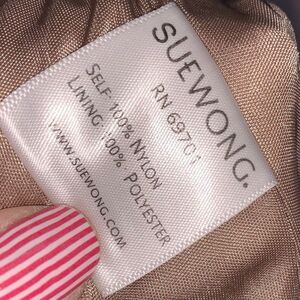 SUEWONG.
RN 69701
SELF: 100% NYLON
LINING: 100% POLYESTER
WWW.SUEWONG.COM